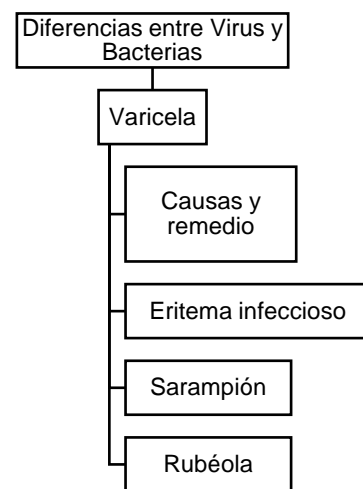 Diferencias entre Virus y
Bacterias
Varicela
Causas y
remedio
Eritema infeccioso
Sarampión
Rubéola